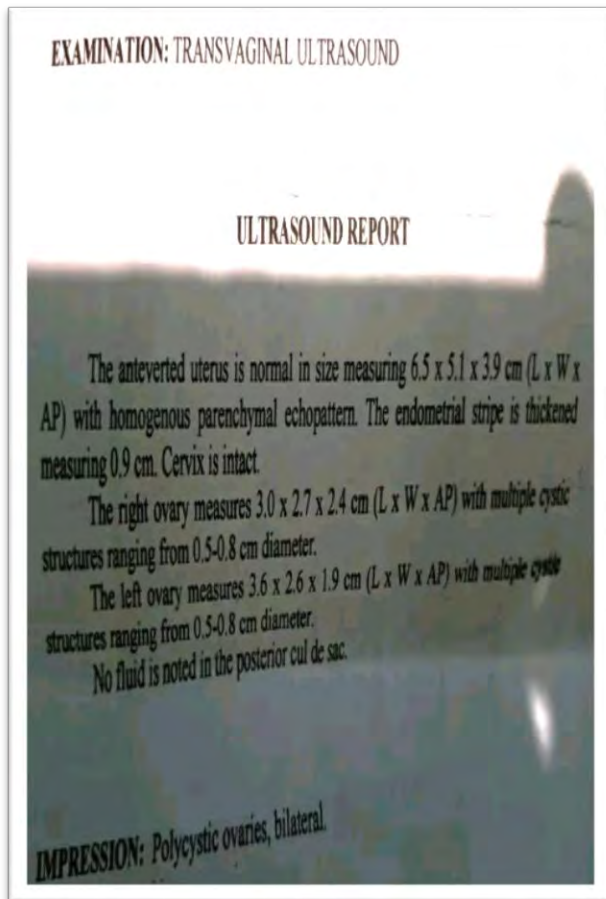 EXAMINATION: TRANSVAGINAL ULTRASOUND
ULTRASOUND REPORT
The anteverted uterus is normal in size measuring 6.5 x 5.1 x 3.9 cm (L x W x
AP) with homogenous parenchymal echopattern. The endometrial stripe is thickened
measuring 0.9 cm. Cervix is intact.
The right ovary measures 3.0 x 2.7 x 2.4 cm (L x W x AP) with multiple cystic
structures ranging from 0.5-0.8 cm diameter.
The left ovary measures 3.6 x 2.6 x 1.9 cm (L x W x AP) with multiple cystic
structures ranging from 0.5-0.8 cm diameter.
No fluid is noted in the posterior cul de sac.
IMPRESSION: Polycystic ovaries, bilateral.